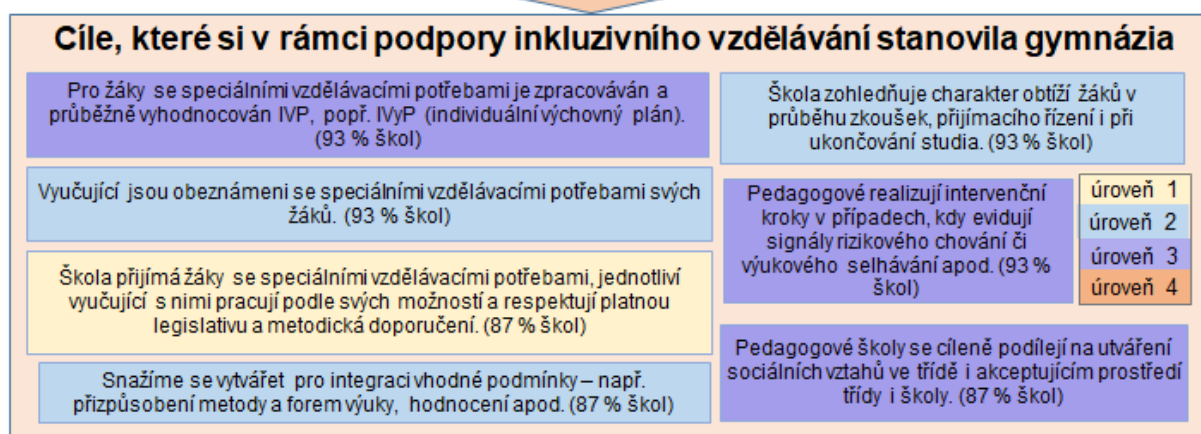 Cíle, které si v rámci podpory inkluzivního vzdělávání stanovila gymnázia
Pro žáky se speciálními vzdělávacími potřebami je zpracováván a
průběžně vyhodnocován IVP, popř. IVyP (individuální výchovný plán).
(93 % škol)
Vyučující jsou obeznámeni se speciálními vzdělávacími potřebami svých
žáků. (93 % škol)
Škola přijímá žáky se speciálními vzdělávacími potřebami, jednotliví
vyučující s nimi pracují podle svých možností a respektují platnou
legislativu a metodická doporučení. (87 % škol)
Snažíme se vytvářet pro integraci vhodné podmínky – např.
přizpůsobení metody a forem výuky, hodnocení apod. (87 % škol)
Škola zohledňuje charakter obtíží žáků v
průběhu zkoušek, přijímacího řízení i při
ukončování studia. (93 % škol)
Pedagogové realizují intervenční
kroky v případech, kdy evidují
signály rizikového chování či
výukového selhávání apod. (93 %
škol)
úroveň 1
úroveň 2
úroveň 3
úroveň 4
Pedagogové školy se cíleně podílejí na utváření
sociálních vztahů ve třídě i akceptujícím prostředí
třídy i školy. (87 % škol)